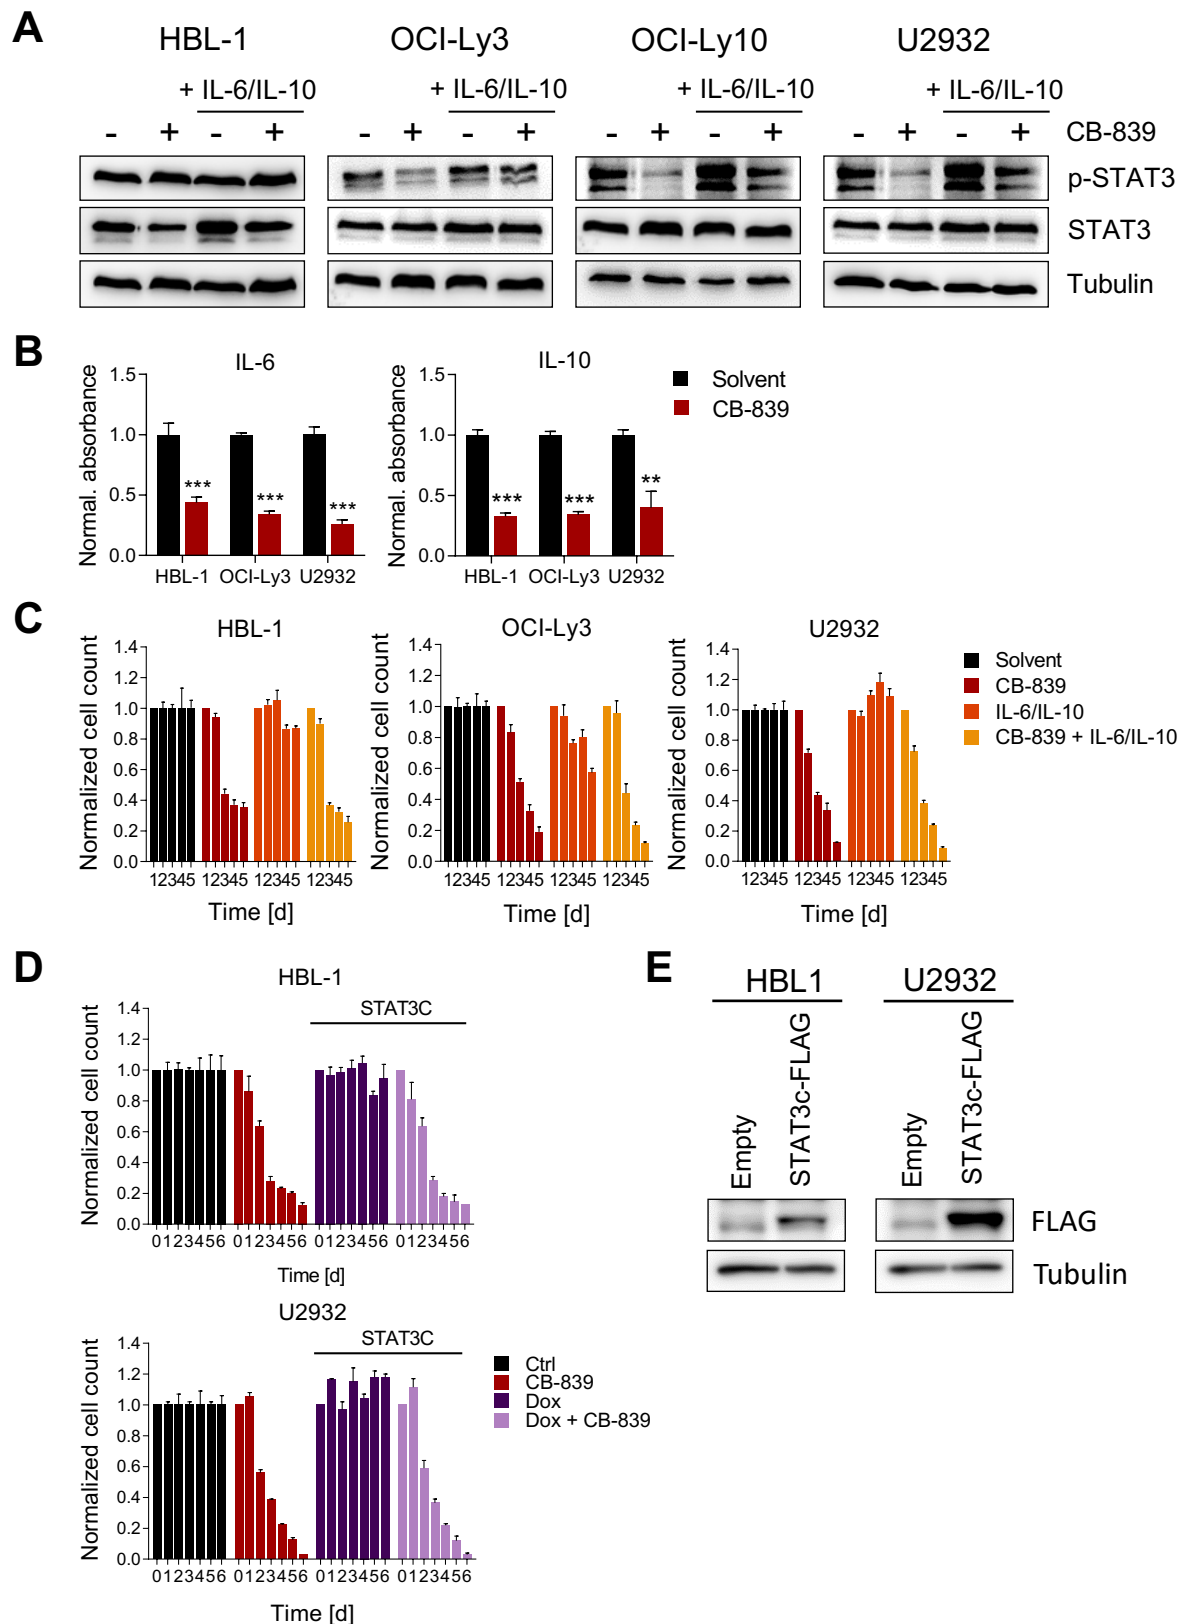 A
HBL-1 OCI-Ly3 OCI-Ly10 U2932
+ IL-6/IL-10 + IL-6/IL-10 + IL-6/IL-10 + IL-6/IL-10
- + - + - + - + - + - + - + - + CB-839
p-STAT3
STAT3
Tubulin
B
IL-6
Normal. absorbance
1.5
1.0
0.5
0.0
*** *** ***
HBL-1 OCI-Ly3 U2932
IL-10
Normal. absorbance
1.5
1.0
0.5
0.0
*** *** **
HBL-1 OCI-Ly3 U2932
Solvent
CB-839
C
HBL-1
Normalized cell count
1.4
1.2
1.0
0.8
0.6
0.4
0.2
0.0
12345 12345 12345 12345
Time [d]
OCI-Ly3
Normalized cell count
1.4
1.2
1.0
0.8
0.6
0.4
0.2
0.0
12345 12345 12345 12345
Time [d]
U2932
Normalized cell count
1.4
1.2
1.0
0.8
0.6
0.4
0.2
0.0
12345 12345 12345 12345
Time [d]
Solvent
CB-839
IL-6/IL-10
CB-839 + IL-6/IL-10
D
HBL-1
STAT3C
Normalized cell count
1.4
1.2
1.0
0.8
0.6
0.4
0.2
0.0
0123456 0123456 0123456 0123456
Time [d]
U2932
STAT3C
Normalized cell count
1.4
1.2
1.0
0.8
0.6
0.4
0.2
0.0
0123456 0123456 0123456 0123456
Time [d]
Ctrl
CB-839
Dox
Dox + CB-839
E
HBL1 U2932
Empty STAT3c-FLAG Empty STAT3c-FLAG
FLAG
Tubulin